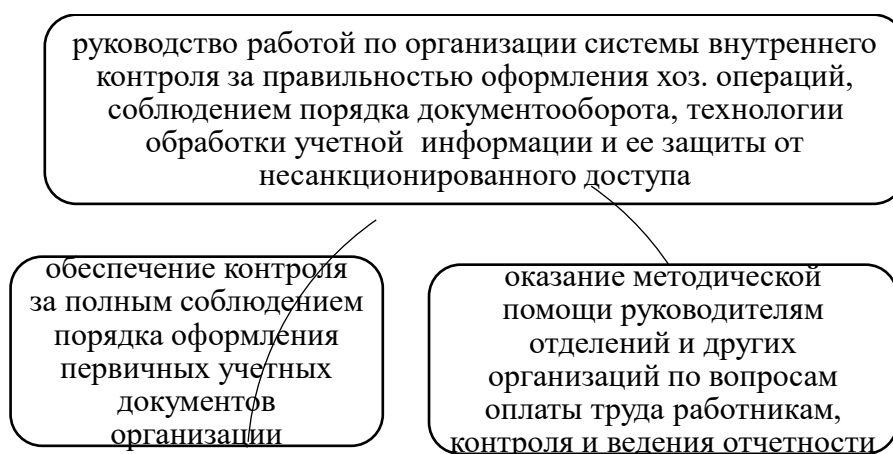 руководство работой по организации системы внутреннего
контроля за правильностью оформления хоз. операций,
соблюдением порядка документооборота, технологии
обработки учетной информации и ее защиты от
несанкционированного доступа
обеспечение контроля
за полным соблюдением
порядка оформления
первичных учетных
документов
организации
оказание методической
помощи руководителям
отделений и других
организаций по вопросам
оплаты труда работникам,
контроля и ведения отчетности